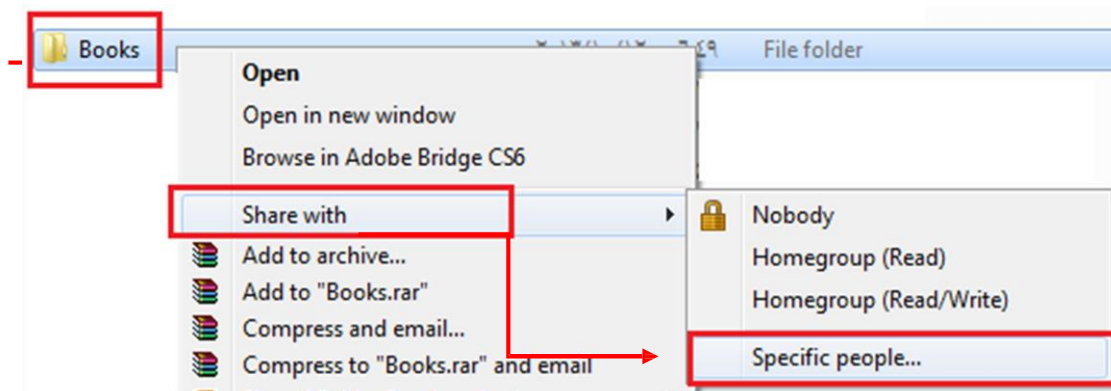 Books
File folder
Open
Open in new window
Browse in Adobe Bridge CS6
Share with
Add to archive...
Add to "Books.rar"
Compress and email...
Compress to "Books.rar" and email
Nobody
Homegroup (Read)
Homegroup (Read/Write)
Specific people...